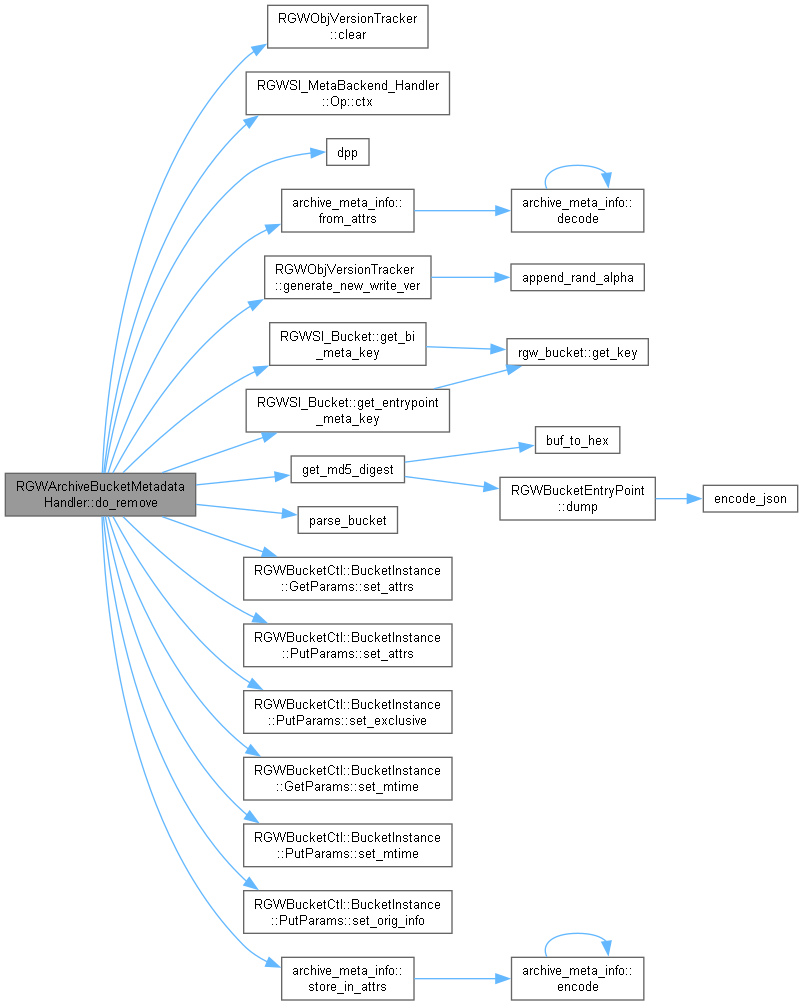 RGWObjVersionTracker
::clear
RGWSI_MetaBackend_Handler
::Op::ctx
dpp
archive_meta_info::
from_attrs
archive_meta_info::
decode
RGWObjVersionTracker
::generate_new_write_ver
append_rand_alpha
RGWSI_Bucket::get_bi
_meta_key
rgw_bucket::get_key
RGWSI_Bucket::get_entrypoint
_meta_key
buf_to_hex
get_md5_digest
RGWArchiveBucketMetadata
Handler::do_remove
RGWBucketEntryPoint
::dump
encode_json
parse_bucket
RGWBucketCtl::BucketInstance
::GetParams::set_attrs
RGWBucketCtl::BucketInstance
::PutParams::set_attrs
RGWBucketCtl::BucketInstance
::PutParams::set_exclusive
RGWBucketCtl::BucketInstance
::GetParams::set_mtime
RGWBucketCtl::BucketInstance
::PutParams::set_mtime
RGWBucketCtl::BucketInstance
::PutParams::set_orig_info
archive_meta_info::
store_in_attrs
archive_meta_info::
encode